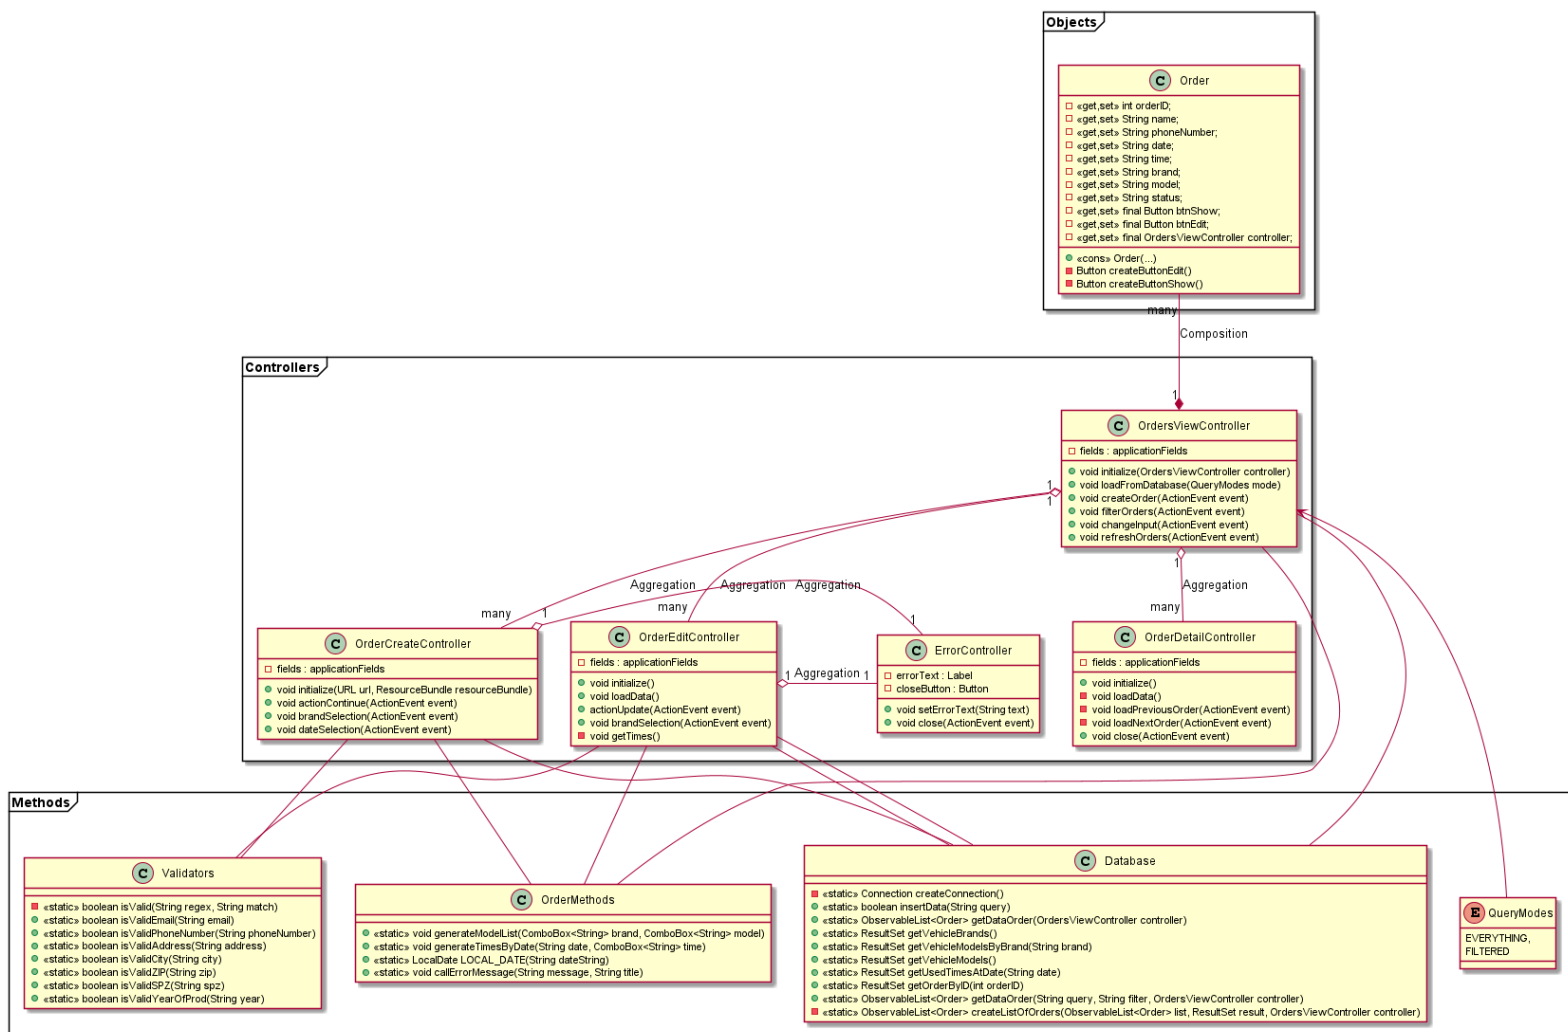 Objects
C Order
«get,set» int orderID;
«get,set» String name;
«get,set» String phoneNumber;
«get,set» String date;
«get,set» String time;
«get,set» String brand;
«get,set» String model;
«get,set» String status;
«get,set» final Button btnShow;
«get,set» final Button btnEdit;
«get,set» final OrdersViewController controller;
«cons» Order(...)
Button createButtonEdit()
Button createButtonShow()
many
Composition
1
Controllers
C OrdersViewController
fields : applicationFields
void initialize(OrdersViewController controller)
void loadFromDatabase(QueryModes mode)
void createOrder(ActionEvent event)
void filterOrders(ActionEvent event)
void changeInput(ActionEvent event)
void refreshOrders(ActionEvent event)
1
1
1
Aggregation
Aggregation
Aggregation
Aggregation
many
1
many
1
many
C OrderCreateController
fields : applicationFields
void initialize(URL url, ResourceBundle resourceBundle)
void actionContinue(ActionEvent event)
void brandSelection(ActionEvent event)
void dateSelection(ActionEvent event)
C OrderEditController
fields : applicationFields
void initialize()
void loadData()
actionUpdate(ActionEvent event)
void brandSelection(ActionEvent event)
void getTimes()
1
Aggregation
1
C ErrorController
errorText : Label
closeButton : Button
void setErrorText(String text)
void close(ActionEvent event)
C OrderDetailController
fields : applicationFields
void initialize()
void loadData()
void loadPreviousOrder(ActionEvent event)
void loadNextOrder(ActionEvent event)
void close(ActionEvent event)
Methods
C Validators
«static» boolean isValid(String regex, String match)
«static» boolean isValidEmail(String email)
«static» boolean isValidPhoneNumber(String phoneNumber)
«static» boolean isValidAddress(String address)
«static» boolean isValidCity(String city)
«static» boolean isValidZIP(String zip)
«static» boolean isValidSPZ(String spz)
«static» boolean isValidYearOfProd(String year)
C OrderMethods
«static» void generateModelList(ComboBox<String> brand, ComboBox<String> model)
«static» void generateTimesByDate(String date, ComboBox<String> time)
«static» LocalDate LOCAL_DATE(String dateString)
«static» void callErrorMessage(String message, String title)
C Database
«static» Connection createConnection()
«static» boolean insertData(String query)
«static» ObservableList<Order> getDataOrder(OrdersViewController controller)
«static» ResultSet getVehicleBrands()
«static» ResultSet getVehicleModelsByBrand(String brand)
«static» ResultSet getVehicleModels()
«static» ResultSet getUsedTimesAtDate(String date)
«static» ResultSet getOrderByID(int orderID)
«static» ObservableList<Order> getDataOrder(String query, String filter, OrdersViewController controller)
«static» ObservableList<Order> createListOfOrders(ObservableList<Order> list, ResultSet result, OrdersViewController controller)
E QueryModes
EVERYTHING,
FILTERED